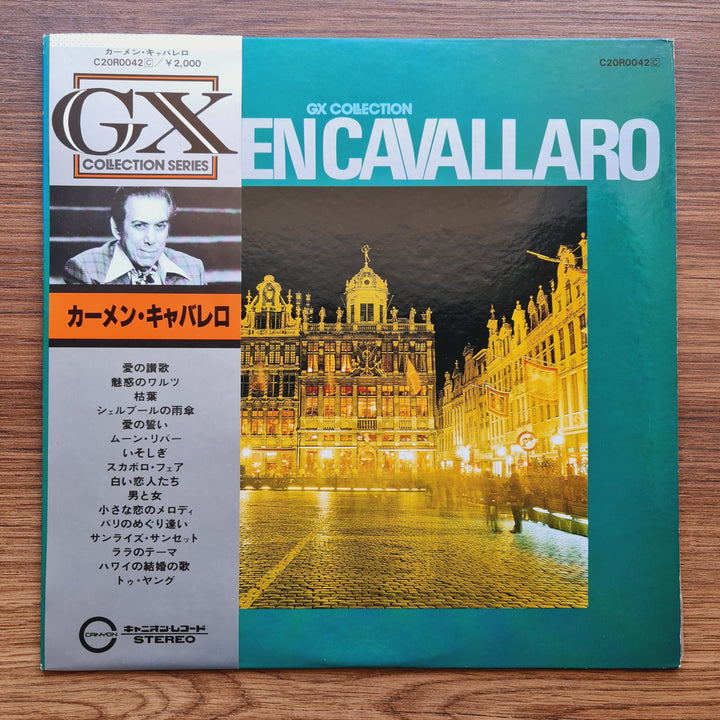 カーメン・キャバレロ
C20R0042 C /￥2,000
GX
COLLECTION SERIES
カーメン・キャバレロ
愛の讃歌
魅惑のワルツ
枯葉
シェルブールの雨傘
愛の誓い
ムーン・リバー
いそしぎ
スカボロ・フェア
白い恋人たち
男と女
小さな恋のメロディ
パリのめぐり逢い
サンライズ・サンセット
ララのテーマ
ハワイの結婚の歌
トゥ・ヤング
CANYON
キャニオン・レコード
STEREO
C20R0042 C
GX COLLECTION
EN CAVALLARO